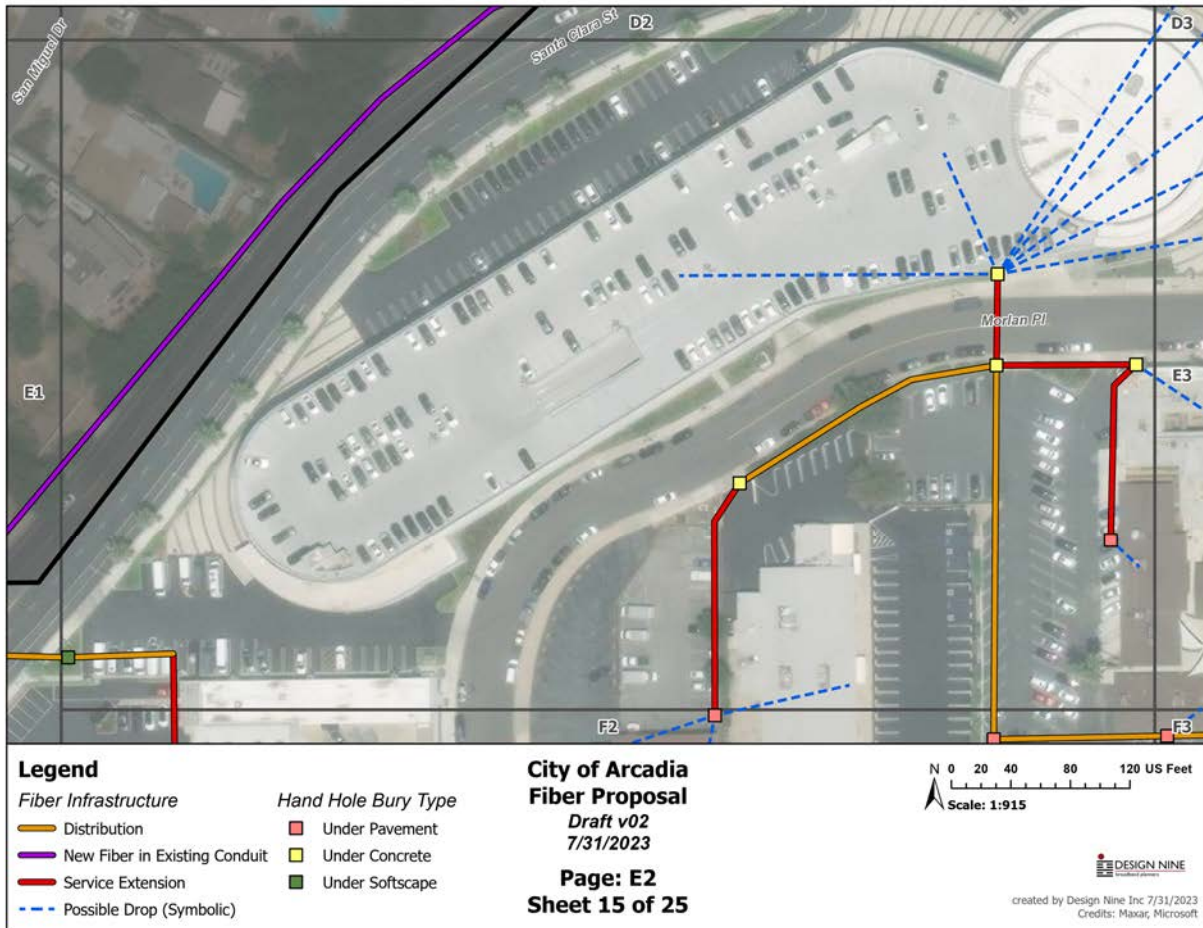 San Miguel Dr
Santa Clara St
D2
D3
E1
Morlan Pl
E3
F2
F3
Legend
Fiber Infrastructure
Distribution
New Fiber in Existing Conduit
Service Extension
Possible Drop (Symbolic)
Hand Hole Bury Type
Under Pavement
Under Concrete
Under Softscape
City of Arcadia
Fiber Proposal
Draft v02
7/31/2023
Page: E2
Sheet 15 of 25
N 0 20 40 80 120 US Feet
Scale: 1:915
DESIGN NINE
broadband planners
created by Design Nine Inc 7/31/2023
Credits: Maxar, Microsoft